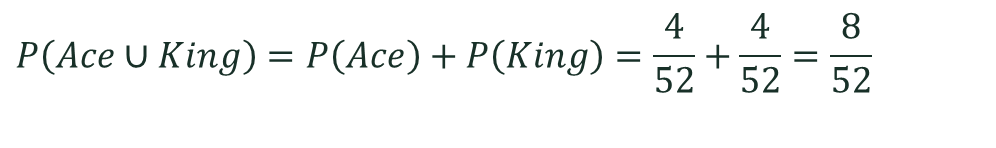 P(Ace ∪ King) = P(Ace) + P(King) = 4/52 + 4/52 = 8/52